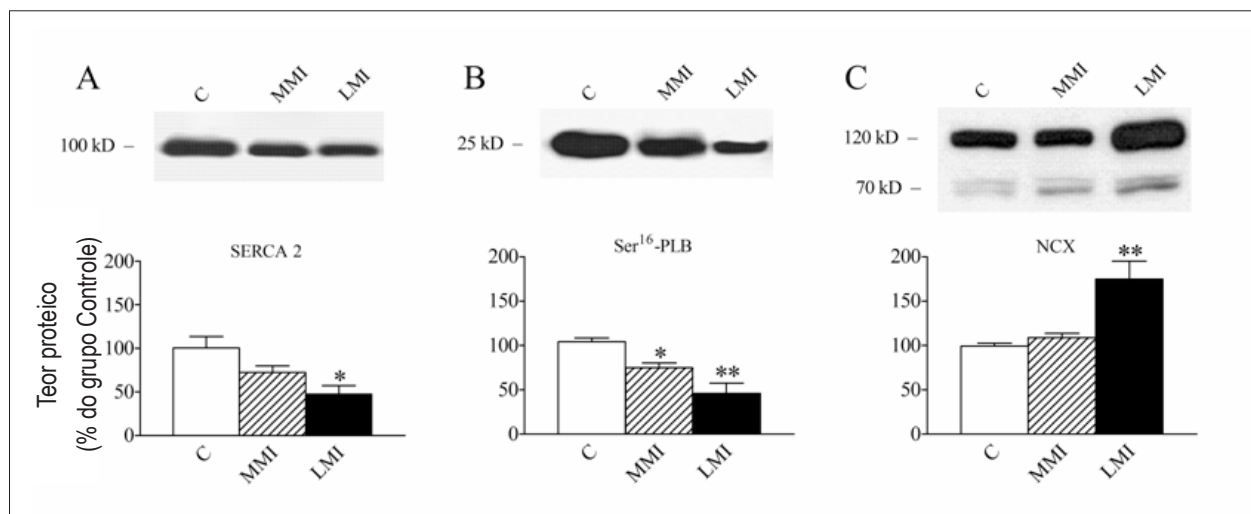 A
C
MMI
LMI
100 kD –
B
C
MMI
LMI
25 kD –
C
C
MMI
LMI
120 kD –
70 kD –
Teor proteico
(% do grupo Controle)
SERCA 2
200
150
100
50
0
*
C
MMI
LMI
Ser¹⁶-PLB
200
150
100
50
0
*
**
C
MMI
LMI
NCX
200
150
100
50
0
**
C
MMI
LMI